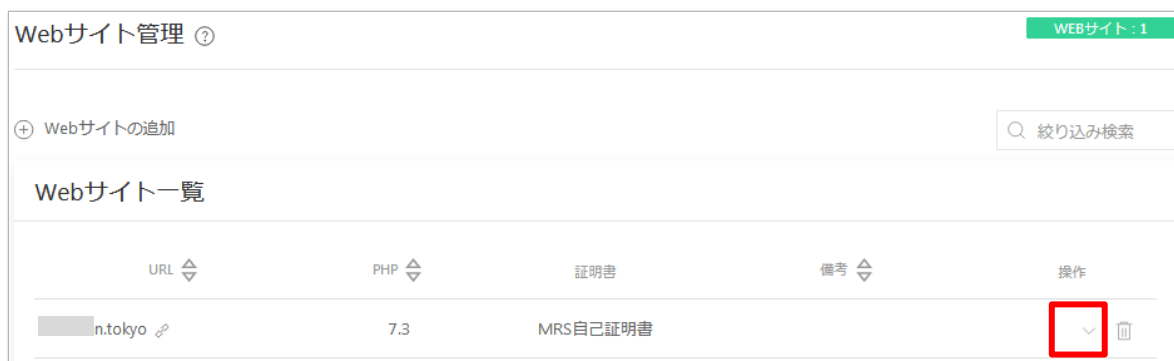 Webサイト管理 ?
WEBサイト : 1
Webサイトの追加
絞り込み検索
Webサイト一覧
URL PHP 証明書 備考 操作
n.tokyo 7.3 MRS自己証明書